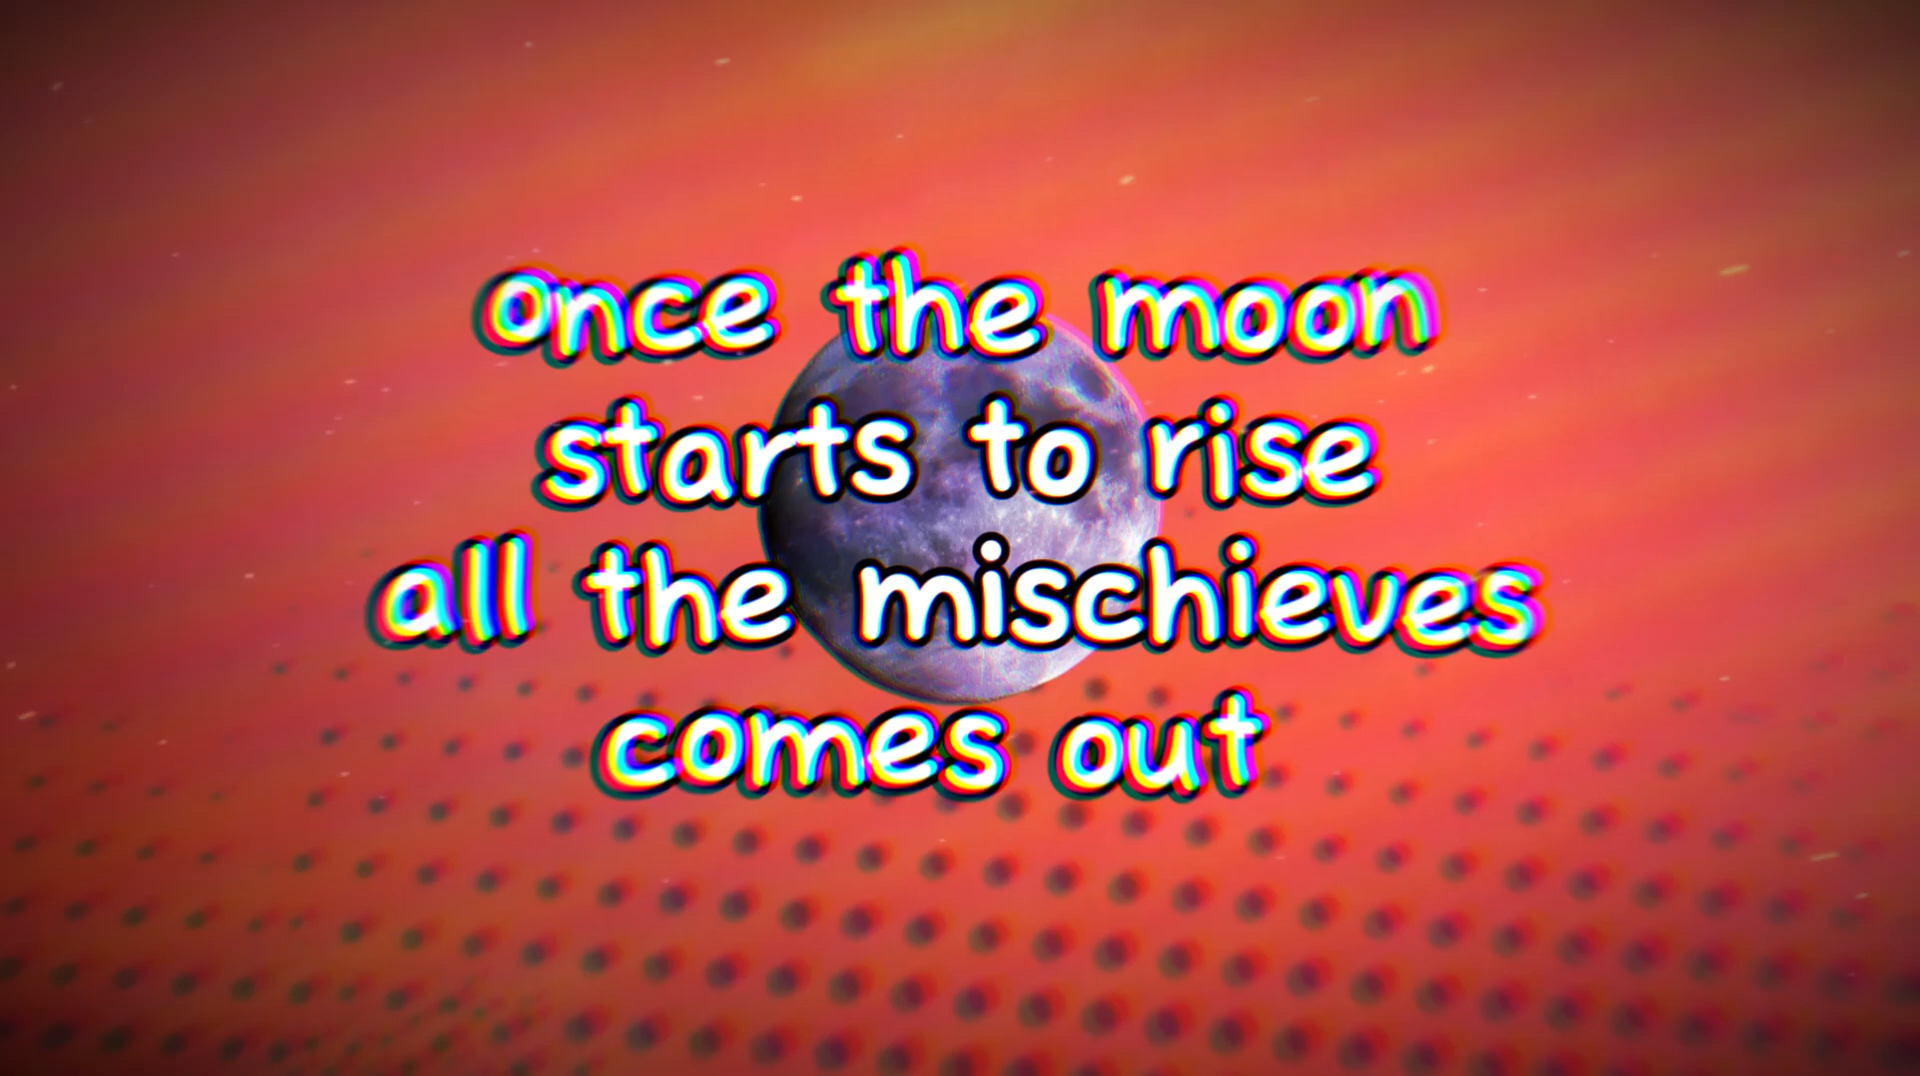 once the moon
starts to rise
all the mischieves
comes out